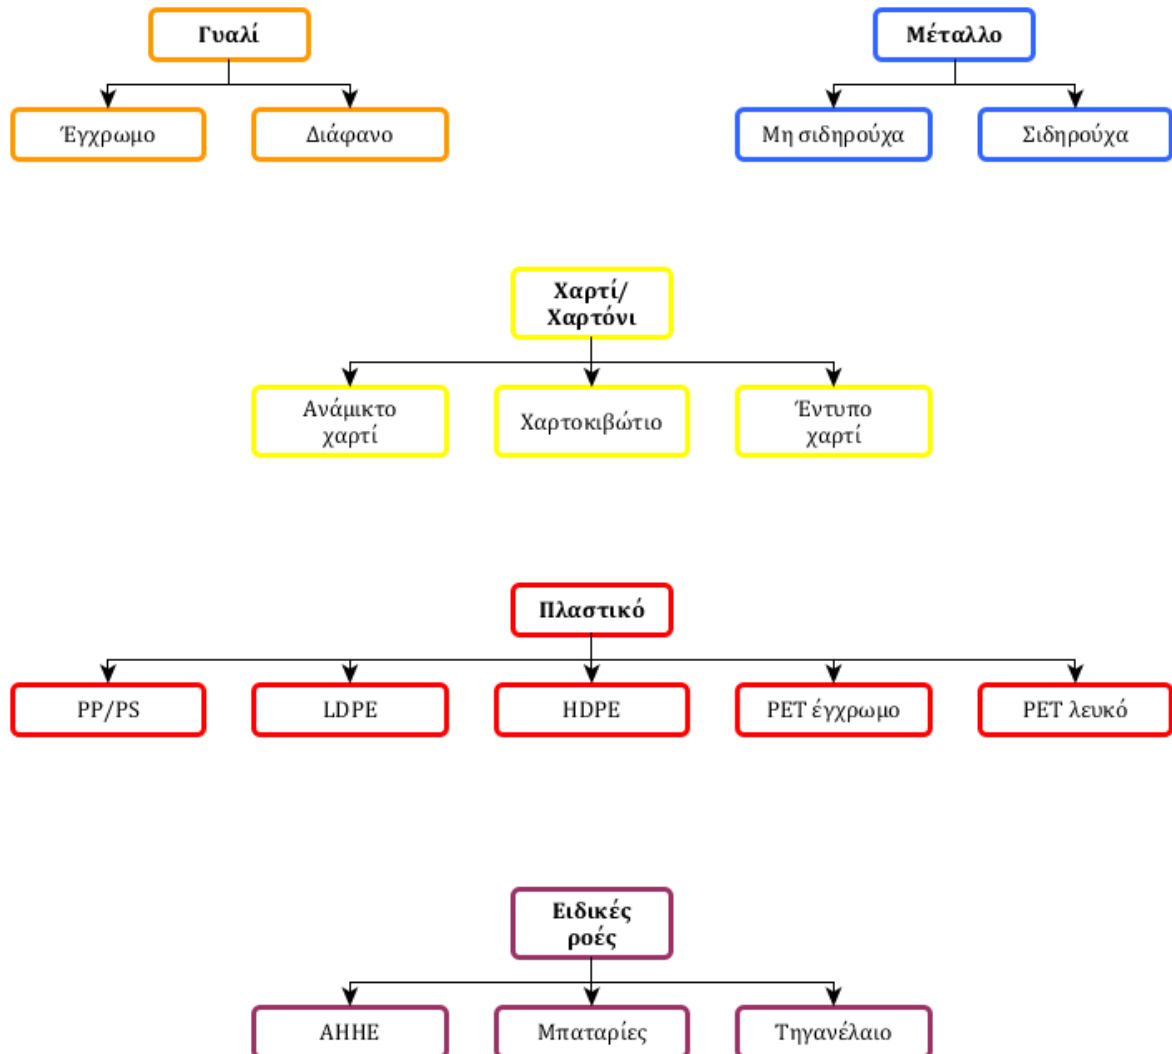 Γυαλί
Μέταλλο
Έγχρωμο
Διάφανο
Μη σιδηρούχα
Σιδηρούχα
Χαρτί/
Χαρτόνι
Ανάμικτο
χαρτί
Χαρτοκιβώτιο
Έντυπο
χαρτί
Πλαστικό
PP/PS
LDPE
HDPE
PET έγχρωμο
PET λευκό
Ειδικές
ροές
ΑΗΗΕ
Μπαταρίες
Τηγανέλαιο